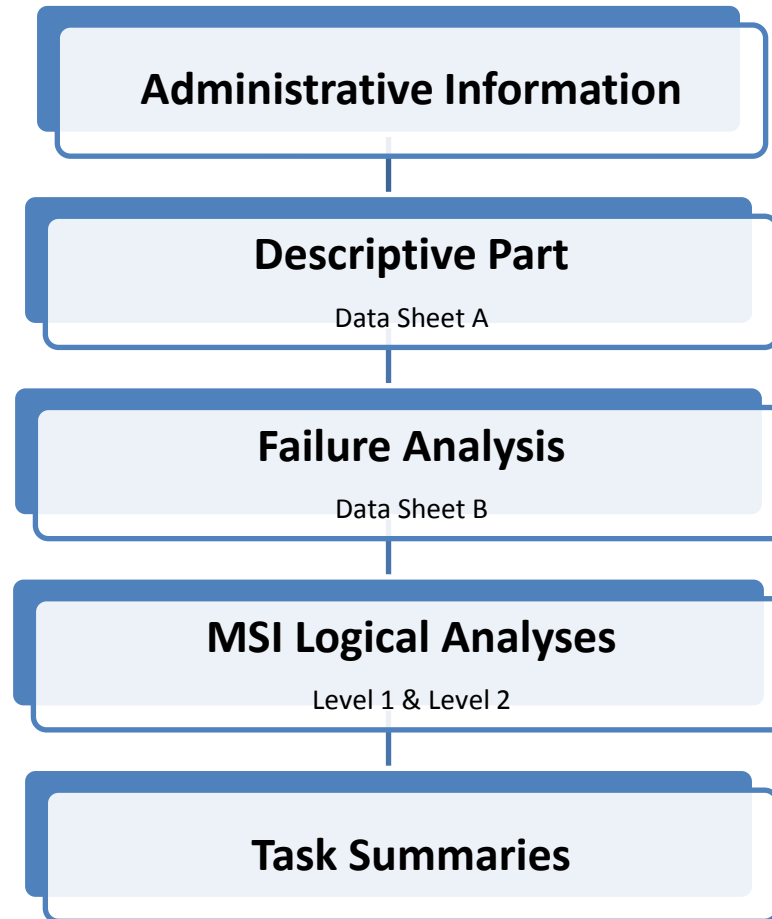 Administrative Information
Descriptive Part
Data Sheet A
Failure Analysis
Data Sheet B
MSI Logical Analyses
Level 1 & Level 2
Task Summaries